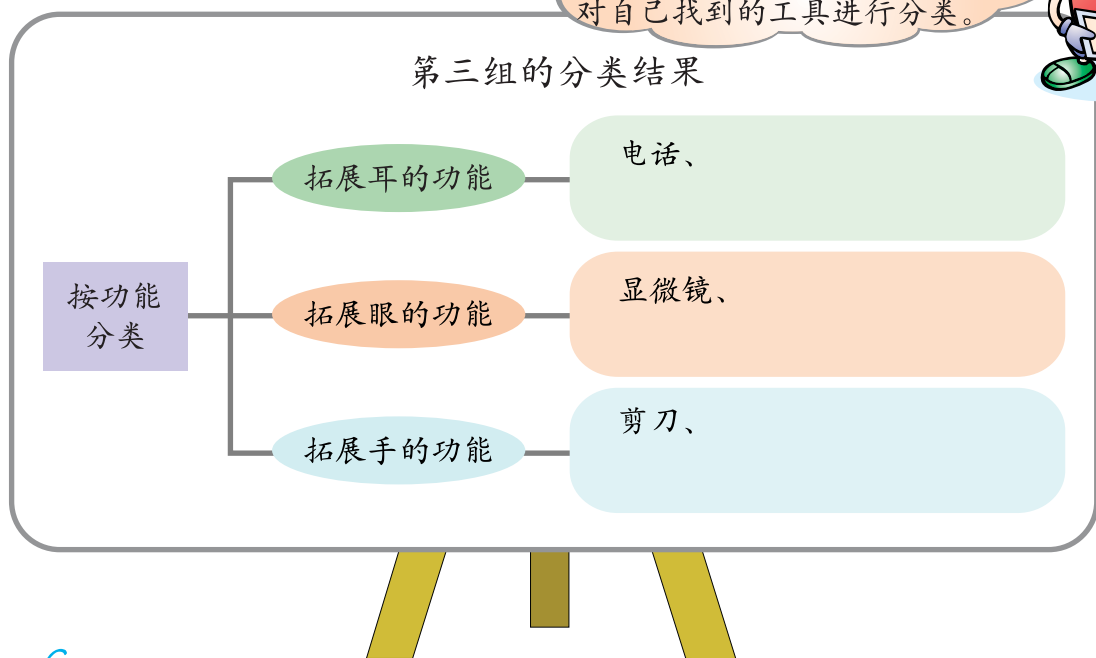 对自己找到的工具进行分类。
第三组的分类结果
按功能
分类
拓展耳的功能
电话、
拓展眼的功能
显微镜、
拓展手的功能
剪刀、